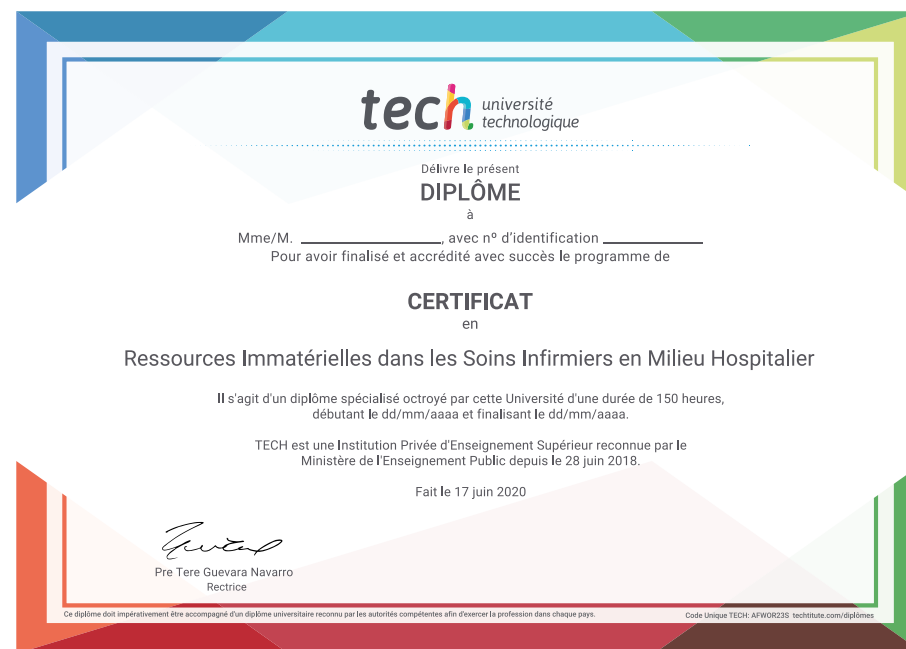 tech université
technologique
Délivre le présent
DIPLÔME
à
Mme/M. ____________________, avec nº d'identification ______________
Pour avoir finalisé et accrédité avec succès le programme de
CERTIFICAT
en
Ressources Immatérielles dans les Soins Infirmiers en Milieu Hospitalier
Il s'agit d'un diplôme spécialisé octroyé par cette Université d'une durée de 150 heures,
débutant le dd/mm/aaaa et finalisant le dd/mm/aaaa.
TECH est une Institution Privée d'Enseignement Supérieur reconnue par le
Ministère de l'Enseignement Public depuis le 28 juin 2018.
Fait le 17 juin 2020
Pre Tere Guevara Navarro
Rectrice
Ce diplôme doit impérativement être accompagné d'un diplôme universitaire reconnu par les autorités compétentes afin d'exercer la profession dans chaque pays.
Code Unique TECH: AFWOR23S techtitute.com/diplômes